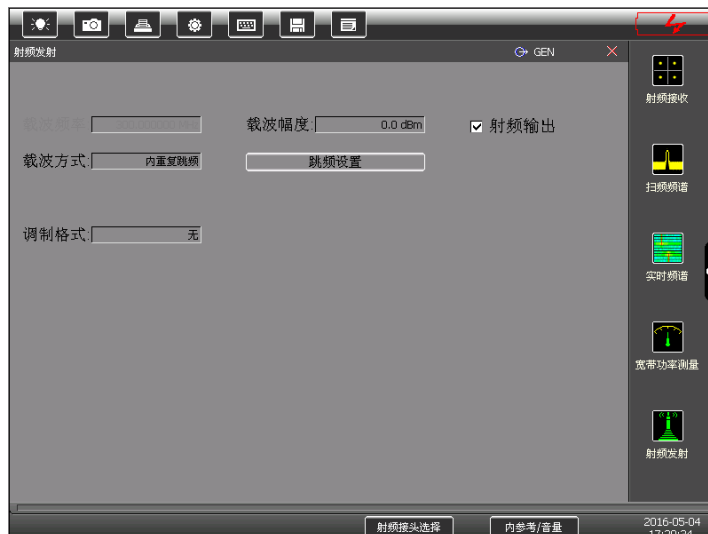 射频发射
GEN
载波幅度: 0.0 dBm
射频输出
载波方式: 内重复跳频
跳频设置
调制格式: 无
射频接收
扫频频谱
实时频谱
宽带功率测量
射频发射
射频接头选择
内参考/音量
2016-05-04